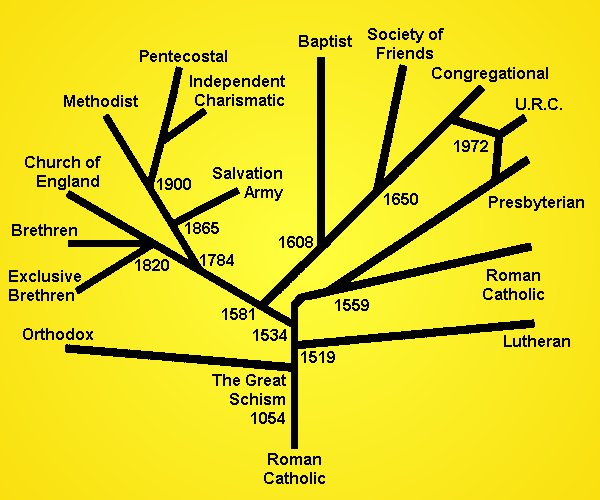 Society of
Friends
Baptist
Pentecostal
Independent
Charismatic
Congregational
Methodist
U.R.C.
1972
Church of
England
Salvation
Army
1900
1650
Presbyterian
1865
Brethren
1608
1784
1820
Exclusive
Brethren
Roman
Catholic
1581
1559
Orthodox
1534
Lutheran
1519
The Great
Schism
1054
Roman
Catholic